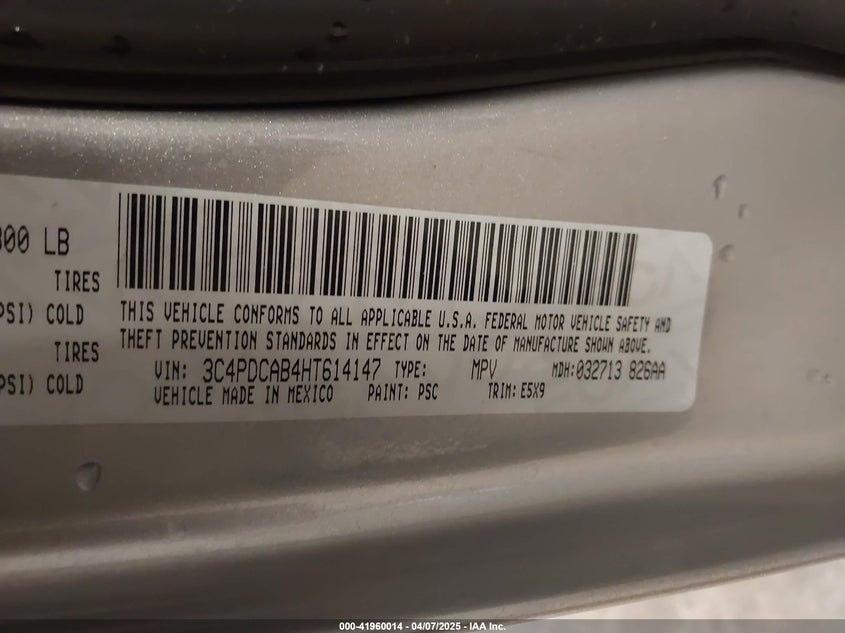 800 LB
TIRES
PSI) COLD
TIRES
PSI) COLD
THIS VEHICLE CONFORMS TO ALL APPLICABLE U.S.A. FEDERAL MOTOR VEHICLE SAFETY AND
THEFT PREVENTION STANDARDS IN EFFECT ON THE DATE OF MANUFACTURE SHOWN ABOVE.
VIN: 3C4PDCAB4HT614147 TYPE: MPV MDH:032713 826AA
VEHICLE MADE IN MEXICO PAINT: PSC TRIM: E5X9
000-41960014 - 04/07/2025 - IAA Inc.